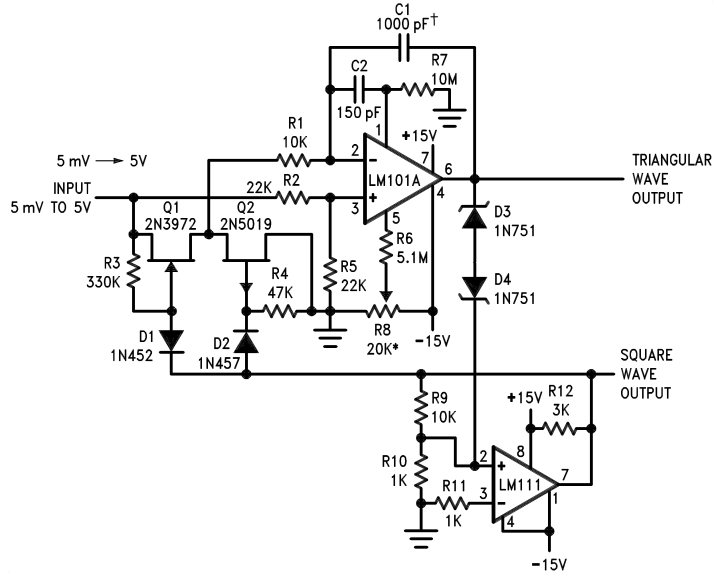 C1
1000 pF†
C2
150 pF
R7
10M
R1
10K
1
+15V
5 mV → 5V
2
-
7
6
TRIANGULAR
WAVE
OUTPUT
INPUT
5 mV TO 5V
22K
R2
LM101A
+
3
4
5
Q1
2N3972
Q2
2N5019
D3
1N751
R6
5.1M
R3
330K
R4
47K
R5
22K
D4
1N751
R8
20K*
-15V
D1
1N452
D2
1N457
SQUARE
WAVE
OUTPUT
R9
10K
+15V
R12
3K
8
R10
1K
2
+
LM111
7
R11
1K
3
-
1
4
-15V